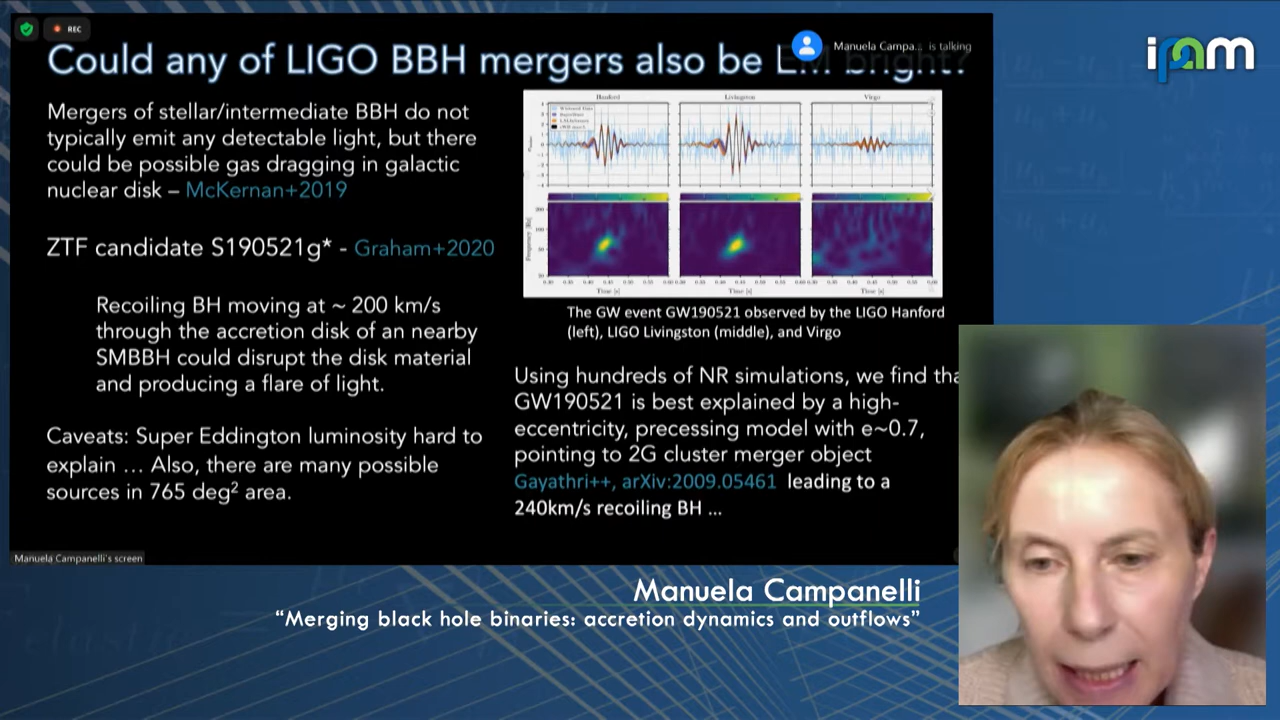 REC
Could any of LIGO BBH mergers also be EM bright?
Manuela Campa... is talking
ipam
Mergers of stellar/intermediate BBH do not
typically emit any detectable light, but there
could be possible gas dragging in galactic
nuclear disk – McKernan+2019
ZTF candidate S190521g* - Graham+2020
Recoiling BH moving at ~ 200 km/s
through the accretion disk of an nearby
SMBBH could disrupt the disk material
and producing a flare of light.
Caveats: Super Eddington luminosity hard to
explain ... Also, there are many possible
sources in 765 deg² area.
Hanford Livingston Virgo
Frequency [Hz]
Time [s] Time [s] Time [s]
The GW event GW190521 observed by the LIGO Hanford
(left), LIGO Livingston (middle), and Virgo
Using hundreds of NR simulations, we find tha
GW190521 is best explained by a high-
eccentricity, precessing model with e~0.7,
pointing to 2G cluster merger object
Gayathri++, arXiv:2009.05461 leading to a
240km/s recoiling BH ...
Manuela Campanelli's screen
Manuela Campanelli
“Merging black hole binaries: accretion dynamics and outflows”